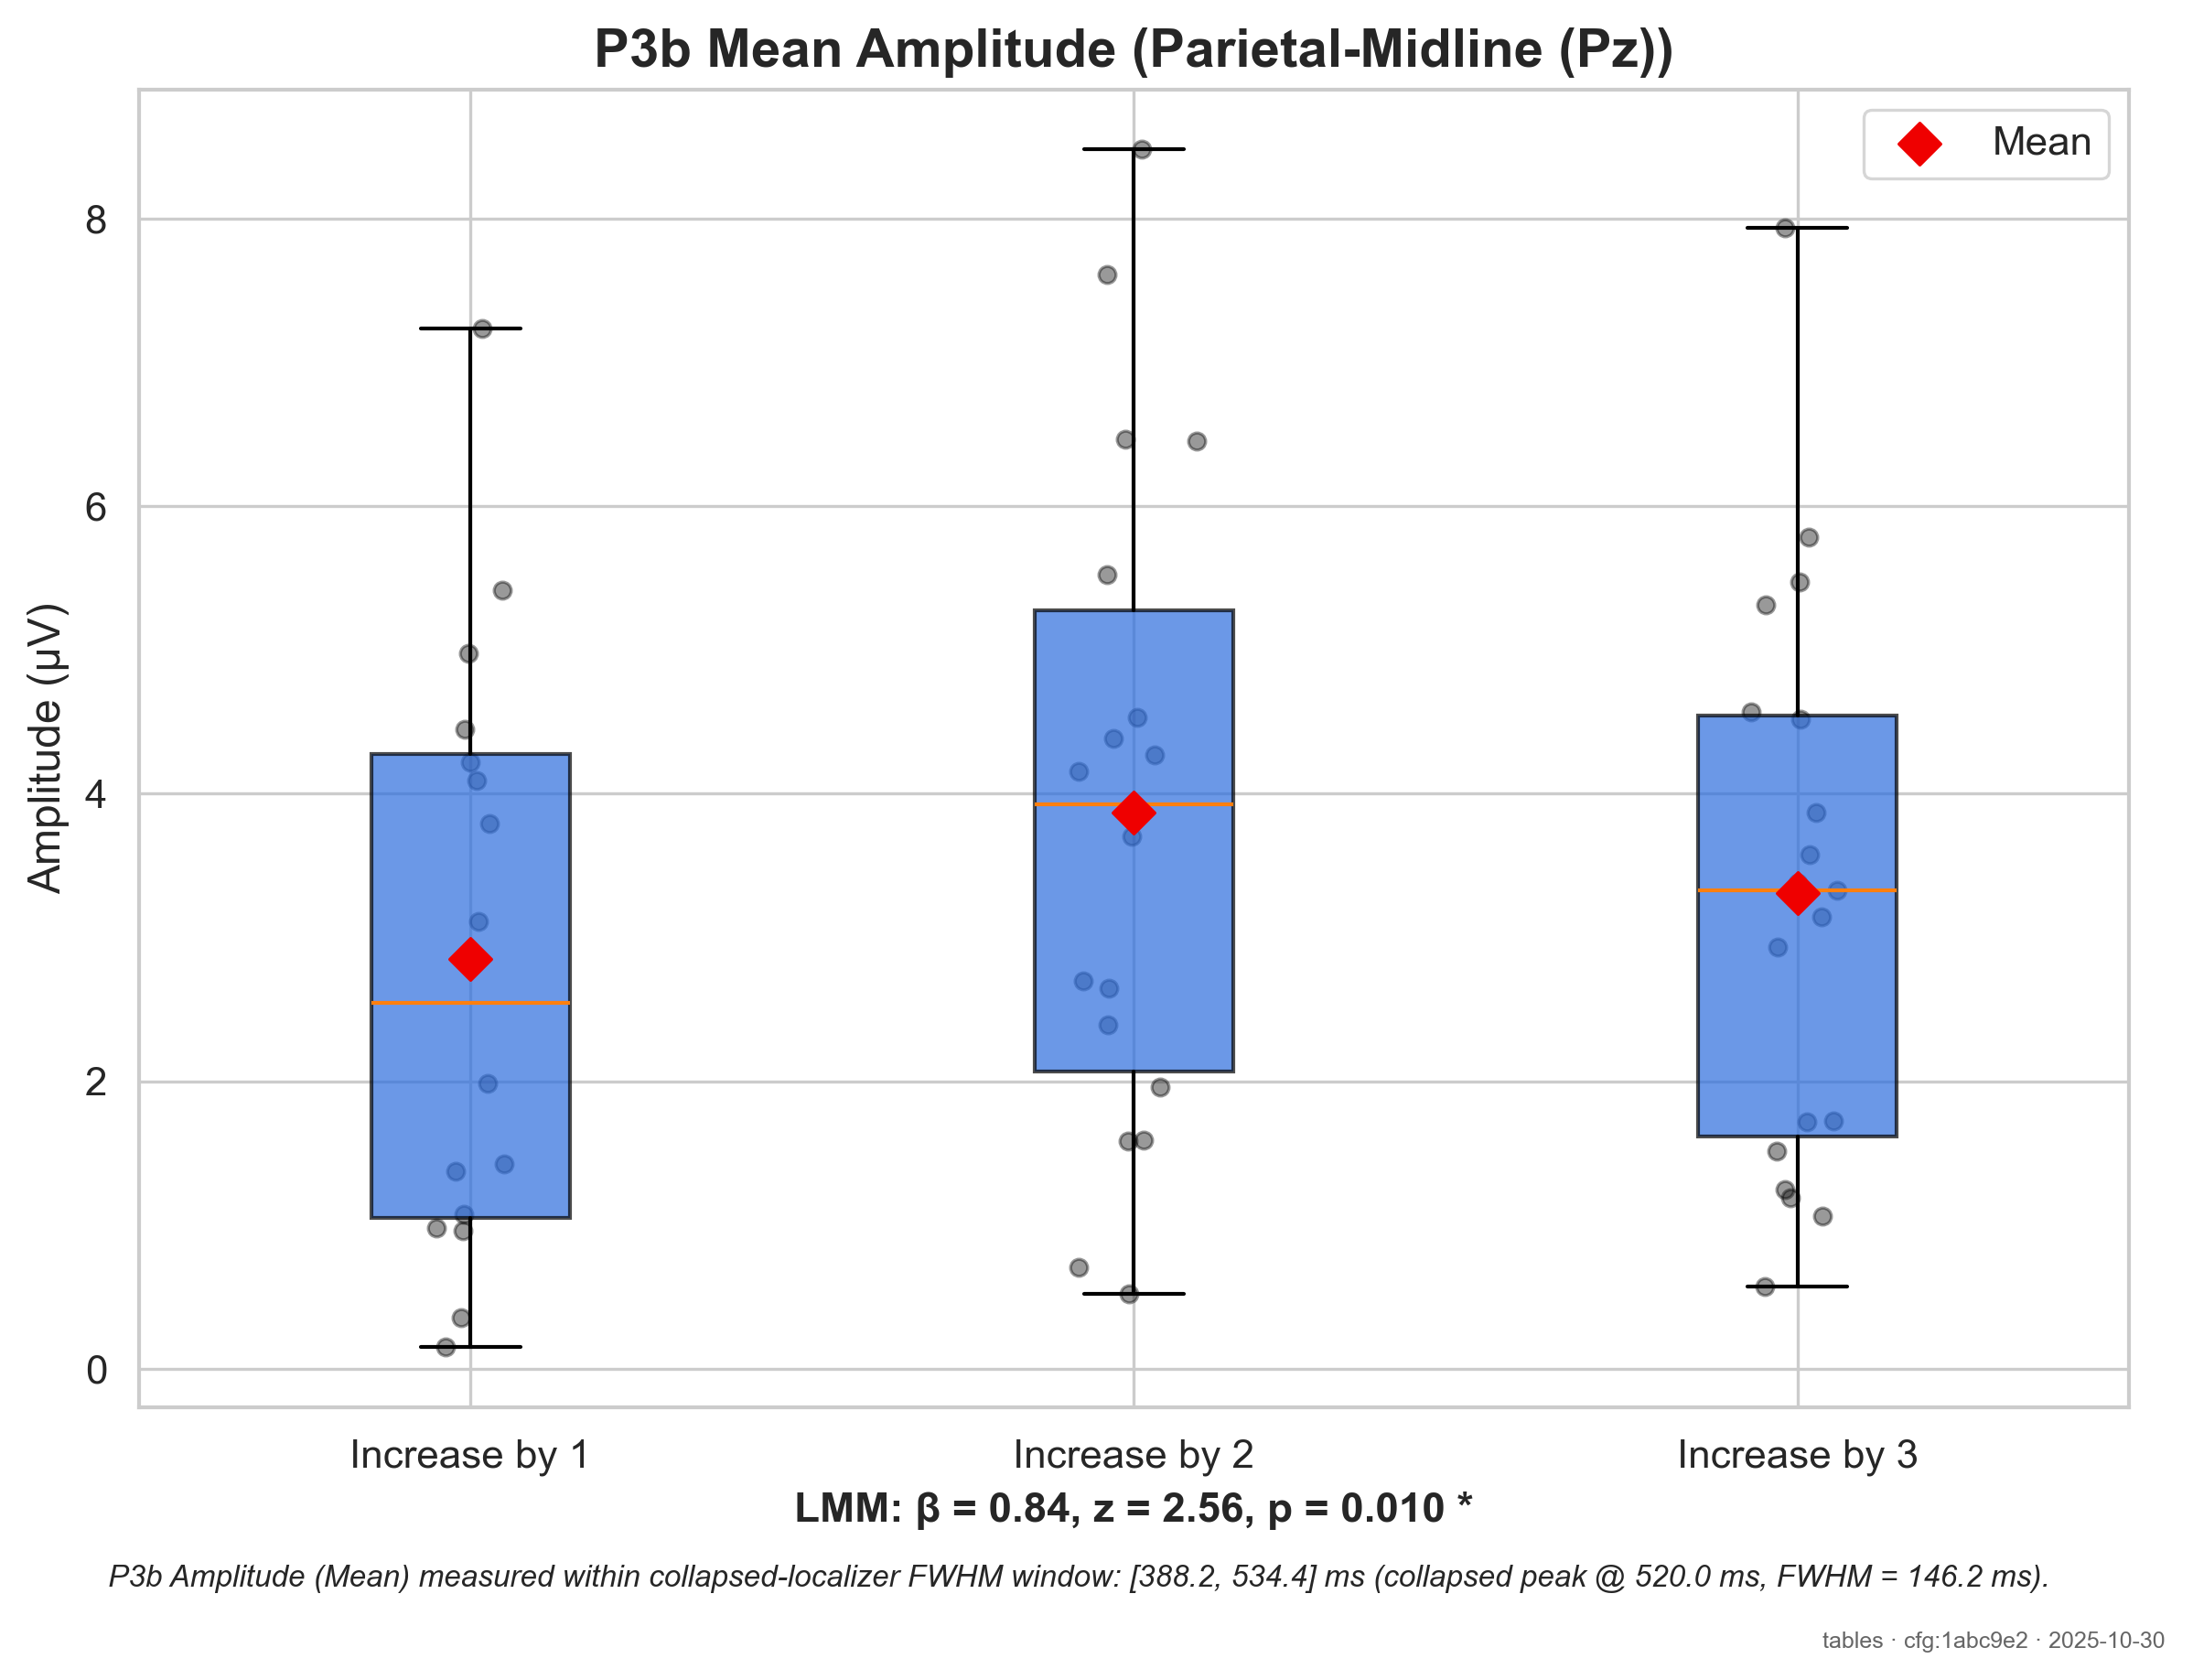 P3b Mean Amplitude (Parietal-Midline (Pz))
Mean
Amplitude (µV)
8
6
4
2
0
Increase by 1
Increase by 2
Increase by 3
LMM: β = 0.84, z = 2.56, p = 0.010 *
P3b Amplitude (Mean) measured within collapsed-localizer FWHM window: [388.2, 534.4] ms (collapsed peak @ 520.0 ms, FWHM = 146.2 ms).
tables · cfg:1abc9e2 · 2025-10-30